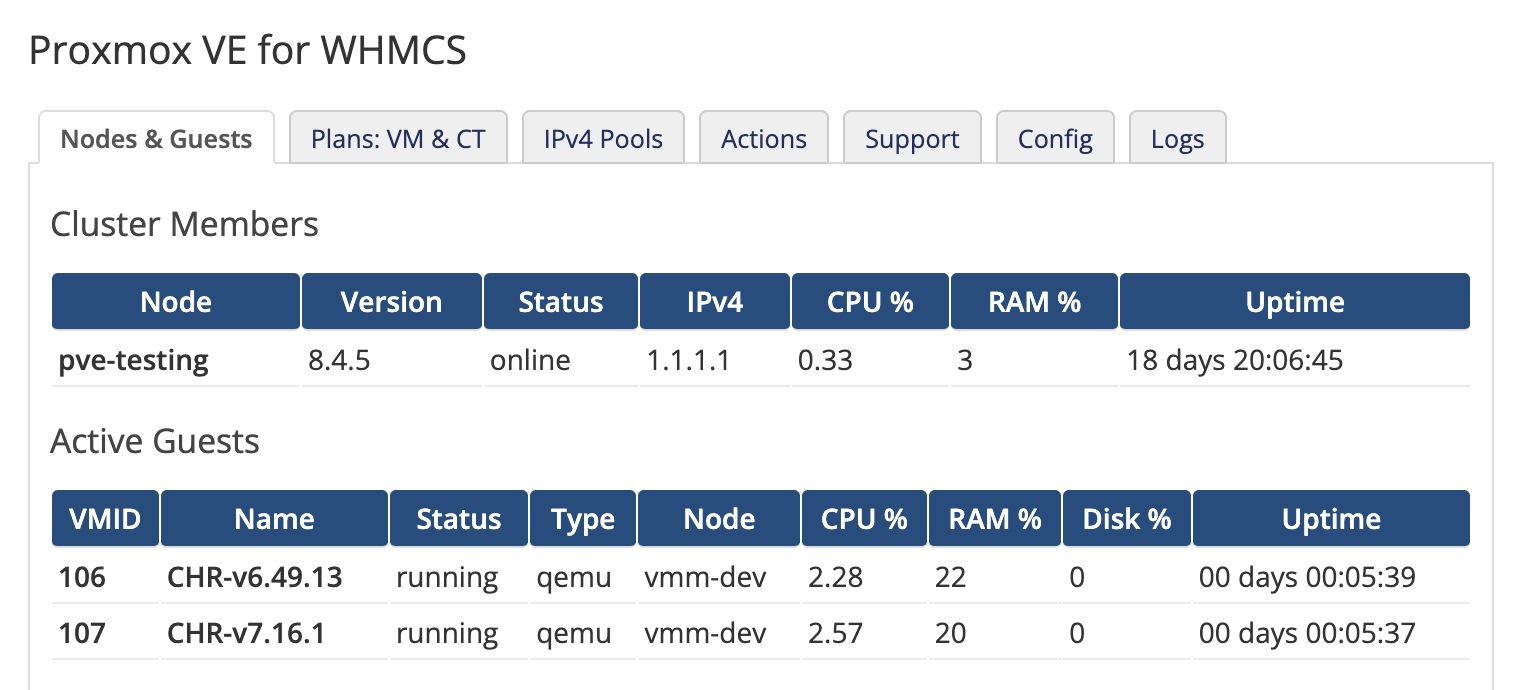 Proxmox VE for WHMCS
Nodes & Guests Plans: VM & CT IPv4 Pools Actions Support Config Logs
Cluster Members
Node Version Status IPv4 CPU % RAM % Uptime
pve-testing 8.4.5 online 1.1.1.1 0.33 3 18 days 20:06:45
Active Guests
VMID Name Status Type Node CPU % RAM % Disk % Uptime
106 CHR-v6.49.13 running qemu vmm-dev 2.28 22 0 00 days 00:05:39
107 CHR-v7.16.1 running qemu vmm-dev 2.57 20 0 00 days 00:05:37